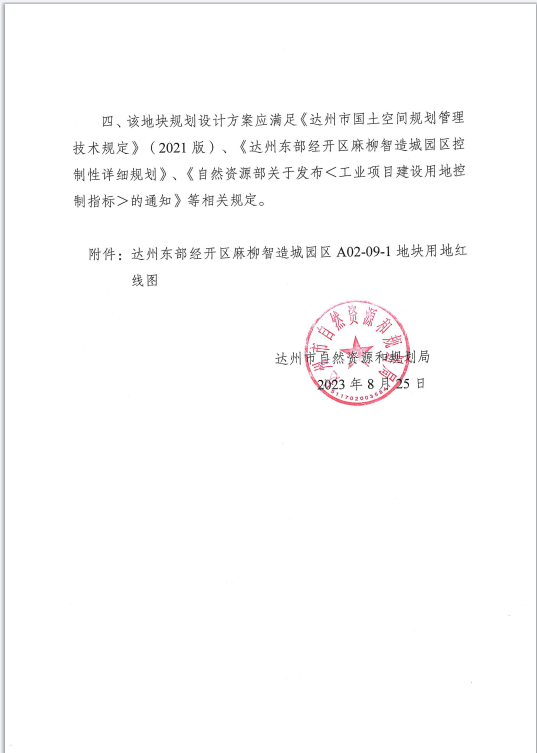 四、该地块规划设计方案应满足《达州市国土空间规划管理
技术规定》（2021 版）、《达州东部经开区麻柳智造城园区控
制性详细规划》、《自然资源部关于发布＜工业项目建设用地控
制指标＞的通知》等相关规定。
附件：达州东部经开区麻柳智造城园区 A02-09-1 地块用地红
线图
达州市自然资源和规划局
2023 年 8 月 25 日